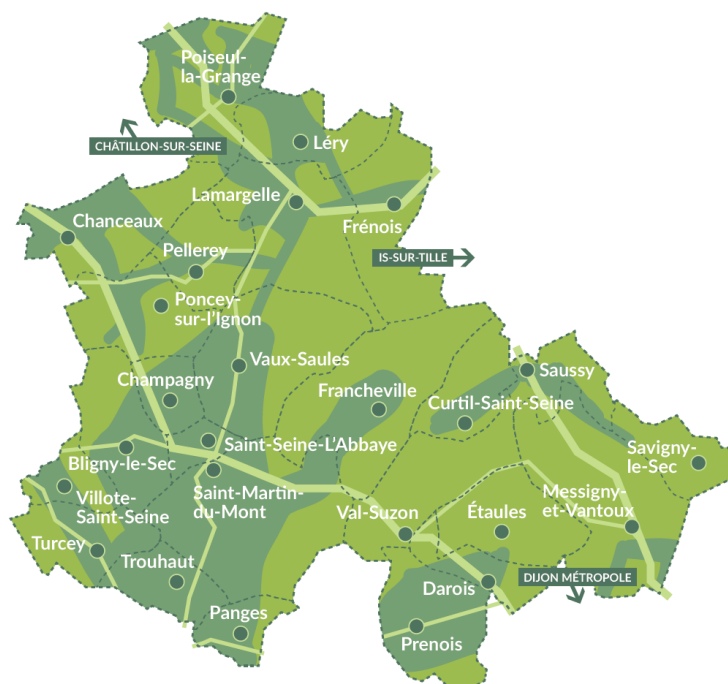 Poiseul-
la-Grange
CHÂTILLON-SUR-SEINE
Léry
Lamargelle
Chanceaux
Frénois
Pellerey
IS-SUR-TILLE
Poncey-
sur-l'Ignon
Vaux-Saules
Saussy
Champagny
Francheville
Curtil-Saint-Seine
Saint-Seine-L'Abbaye
Savigny-
le-Sec
Bligny-le-Sec
Saint-Martin-
du-Mont
Villote-
Saint-Seine
Messigny-
et-Vantoux
Val-Suzon
Étaules
Turcey
Trouhaut
DIJON MÉTROPOLE
Darois
Panges
Prenois